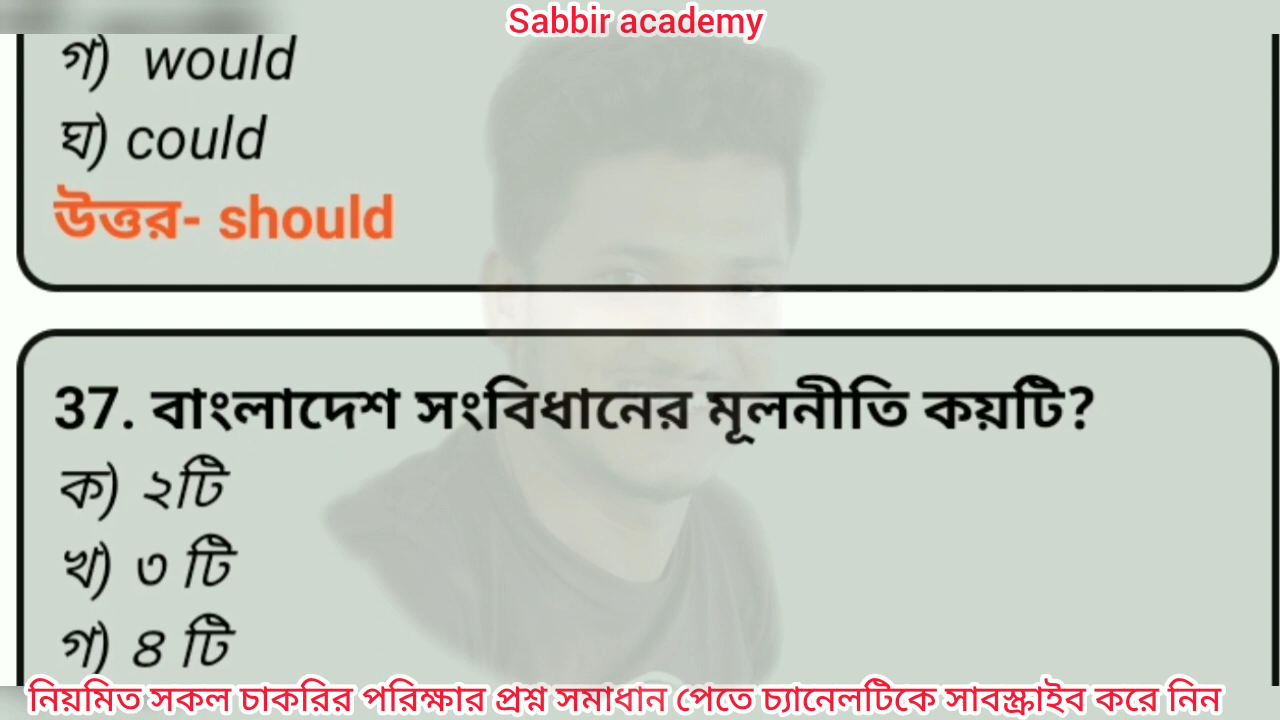 Sabbir academy
গ) would
ঘ) could
উত্তর- should
37. বাংলাদেশ সংবিধানের মূলনীতি কয়টি?
ক) ২টি
খ) ৩ টি
গ) ৪ টি
নিয়মিত সকল চাকরির পরিক্ষার প্রশ্ন সমাধান পেতে চ্যানেলটিকে সাবস্ক্রাইব করে নিন